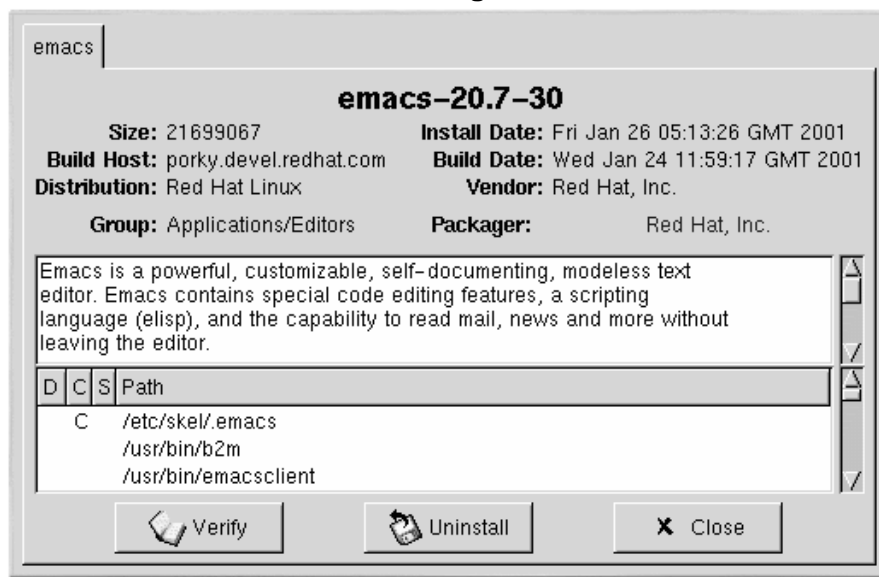 emacs
emacs-20.7-30
Size: 21699067 Install Date: Fri Jan 26 05:13:26 GMT 2001
Build Host: porky.devel.redhat.com Build Date: Wed Jan 24 11:59:17 GMT 2001
Distribution: Red Hat Linux Vendor: Red Hat, Inc.
Group: Applications/Editors Packager: Red Hat, Inc.
Emacs is a powerful, customizable, self-documenting, modeless text
editor. Emacs contains special code editing features, a scripting
language (elisp), and the capability to read mail, news and more without
leaving the editor.
D C S Path
C /etc/skel/.emacs
/usr/bin/b2m
/usr/bin/emacsclient
Verify Uninstall Close